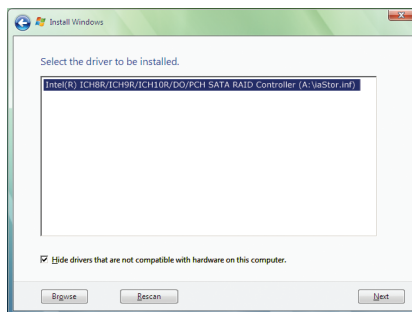 Install Windows
Select the driver to be installed.
Intel(R) ICH8R/ICH9R/ICH10R/DO/PCH SATA RAID Controller (A:\iaStor.inf)
Hide drivers that are not compatible with hardware on this computer.
Browse
Rescan
Next